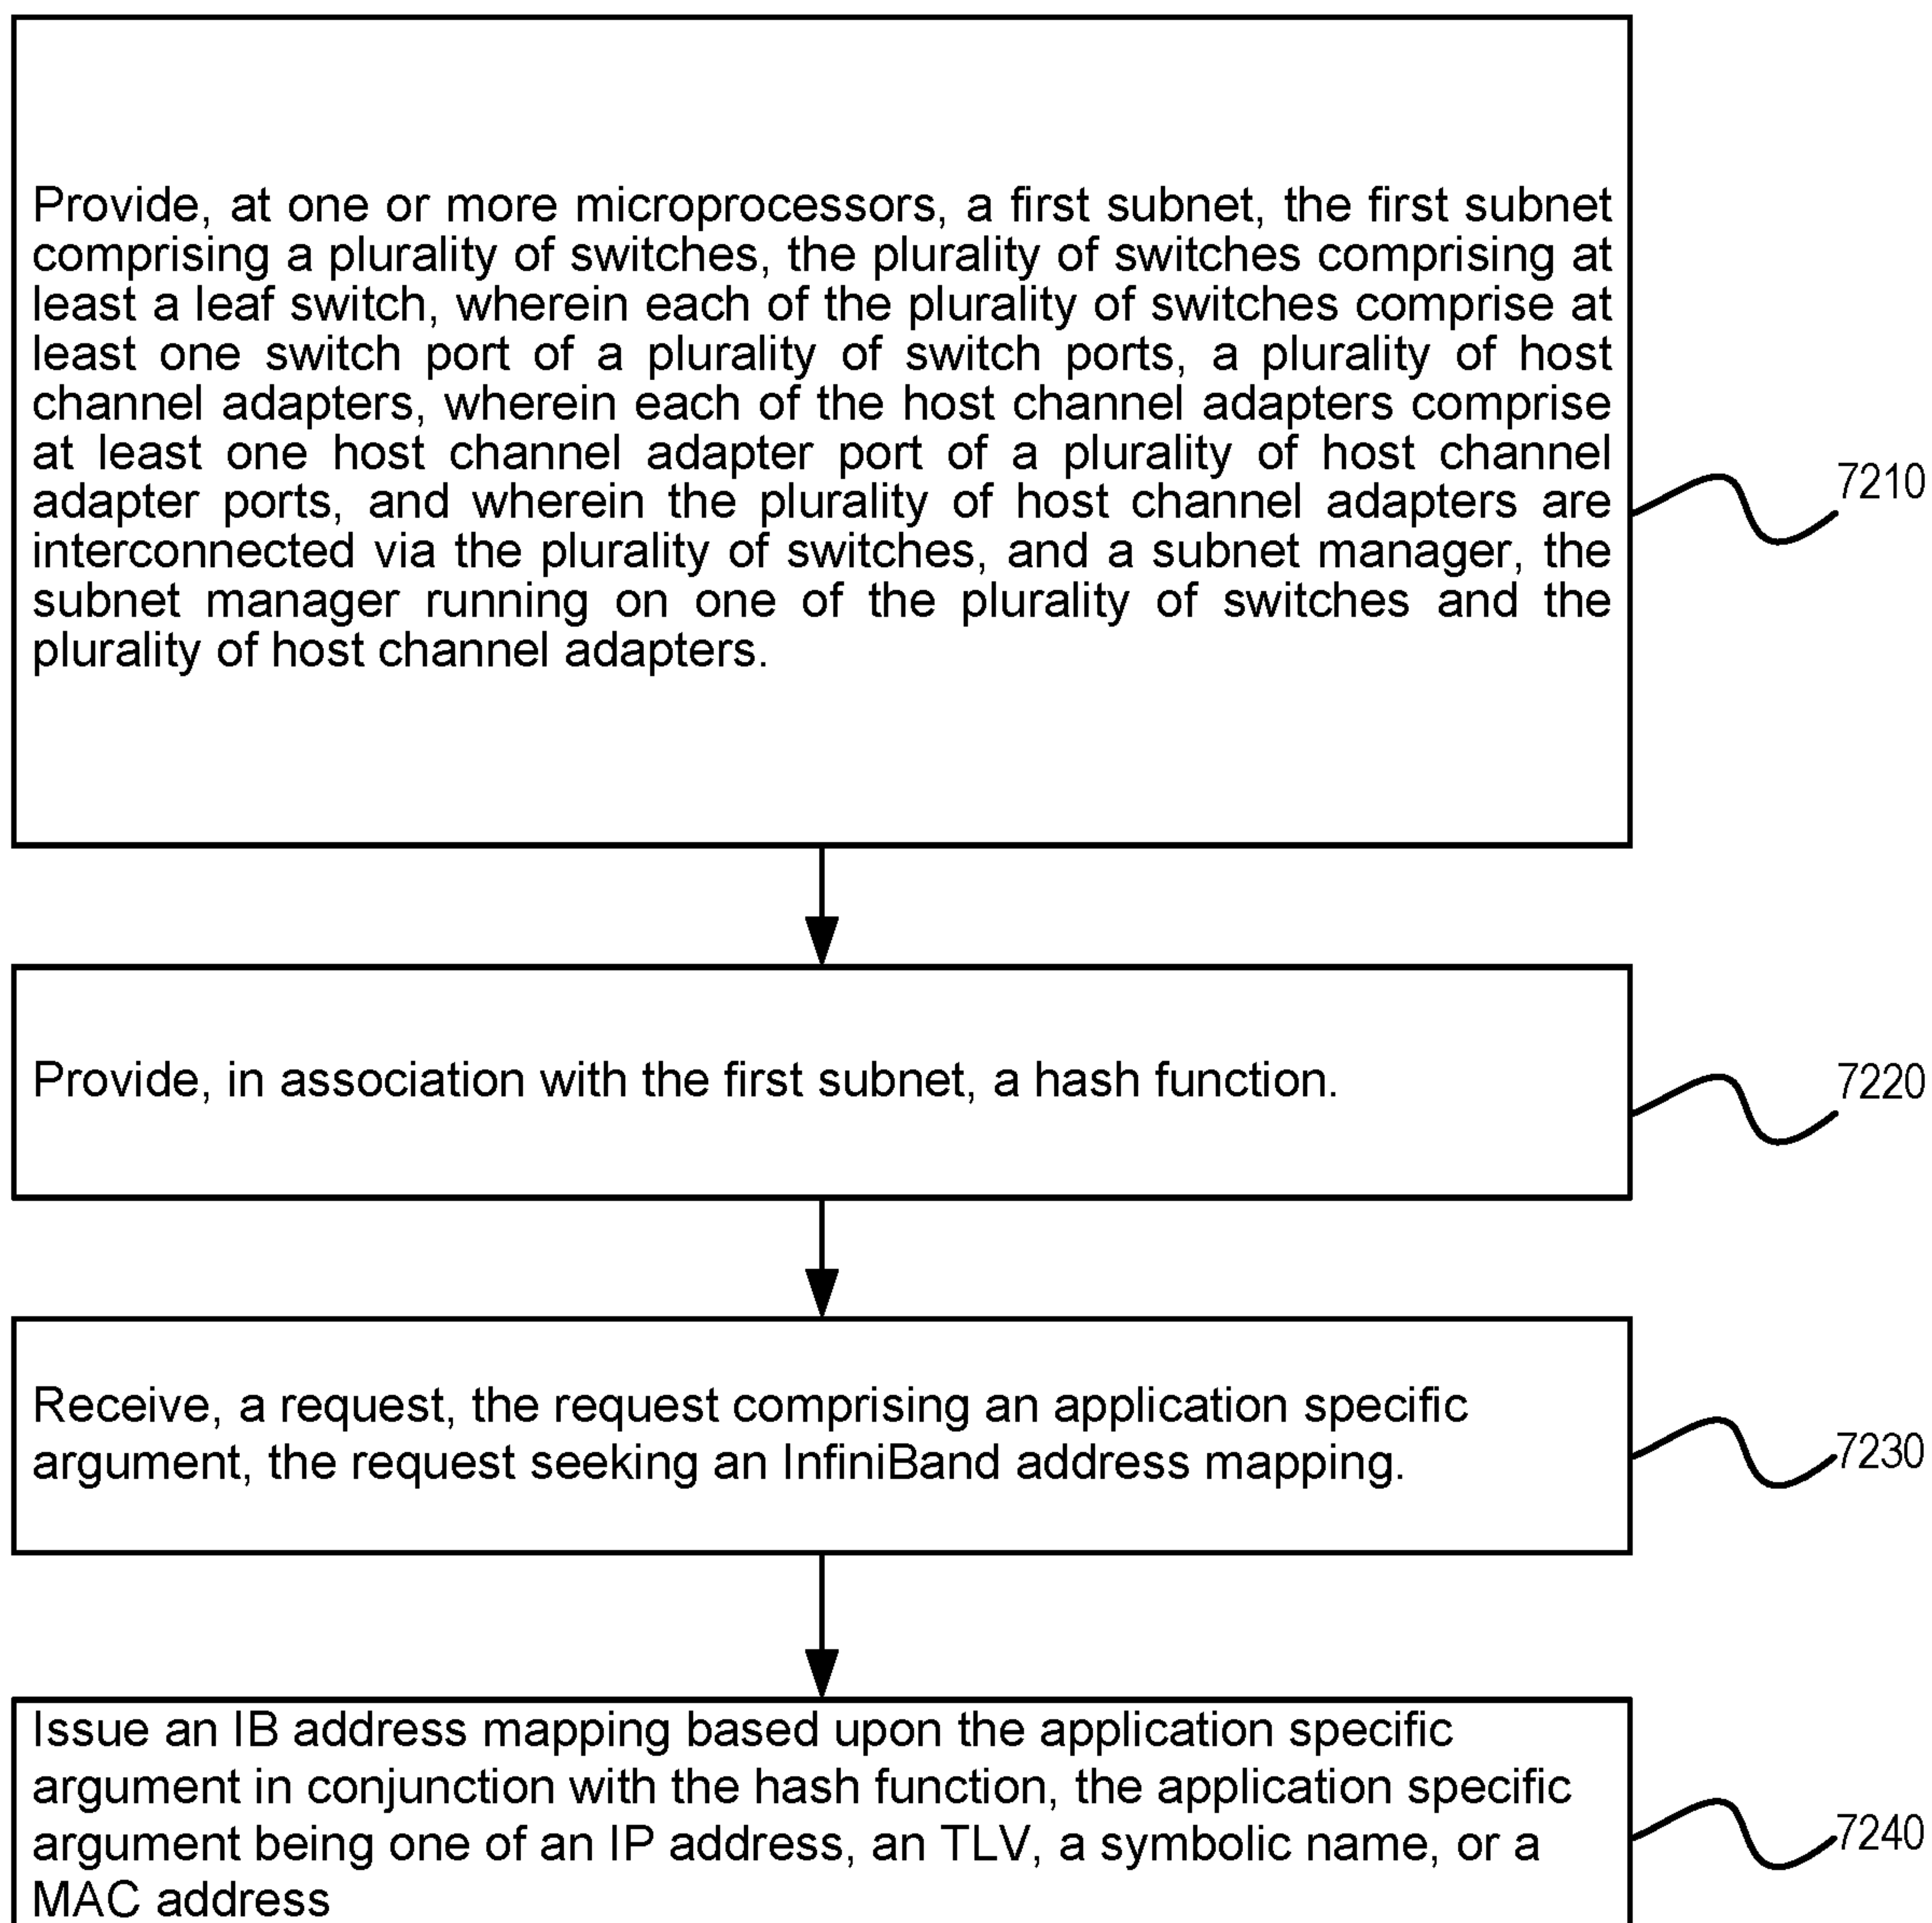 Provide, at one or more microprocessors, a first subnet, the first subnet
comprising a plurality of switches, the plurality of switches comprising at
least a leaf switch, wherein each of the plurality of switches comprise at
least one switch port of a plurality of switch ports, a plurality of host
channel adapters, wherein each of the host channel adapters comprise
at least one host channel adapter port of a plurality of host channel
adapter ports, and wherein the plurality of host channel adapters are
interconnected via the plurality of switches, and a subnet manager, the
subnet manager running on one of the plurality of switches and the
plurality of host channel adapters.
7210
Provide, in association with the first subnet, a hash function.
7220
Receive, a request, the request comprising an application specific
argument, the request seeking an InfiniBand address mapping.
7230
Issue an IB address mapping based upon the application specific
argument in conjunction with the hash function, the application specific
argument being one of an IP address, an TLV, a symbolic name, or a
MAC address
7240